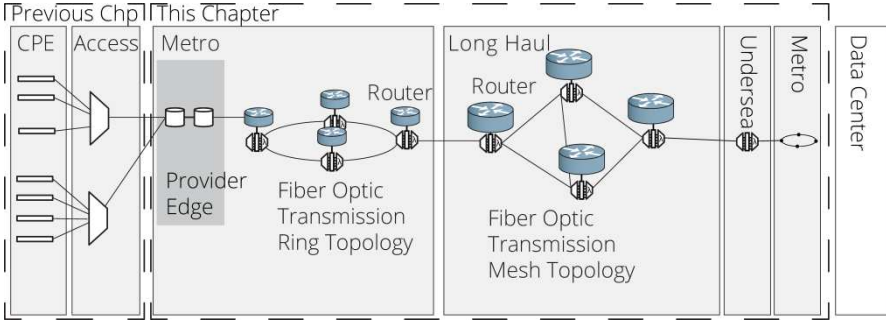 Previous Chp
This Chapter
CPE
Access
Metro
Provider
Edge
Router
Fiber Optic
Transmission
Ring Topology
Long Haul
Router
Fiber Optic
Transmission
Mesh Topology
Undersea
Metro
Data Center